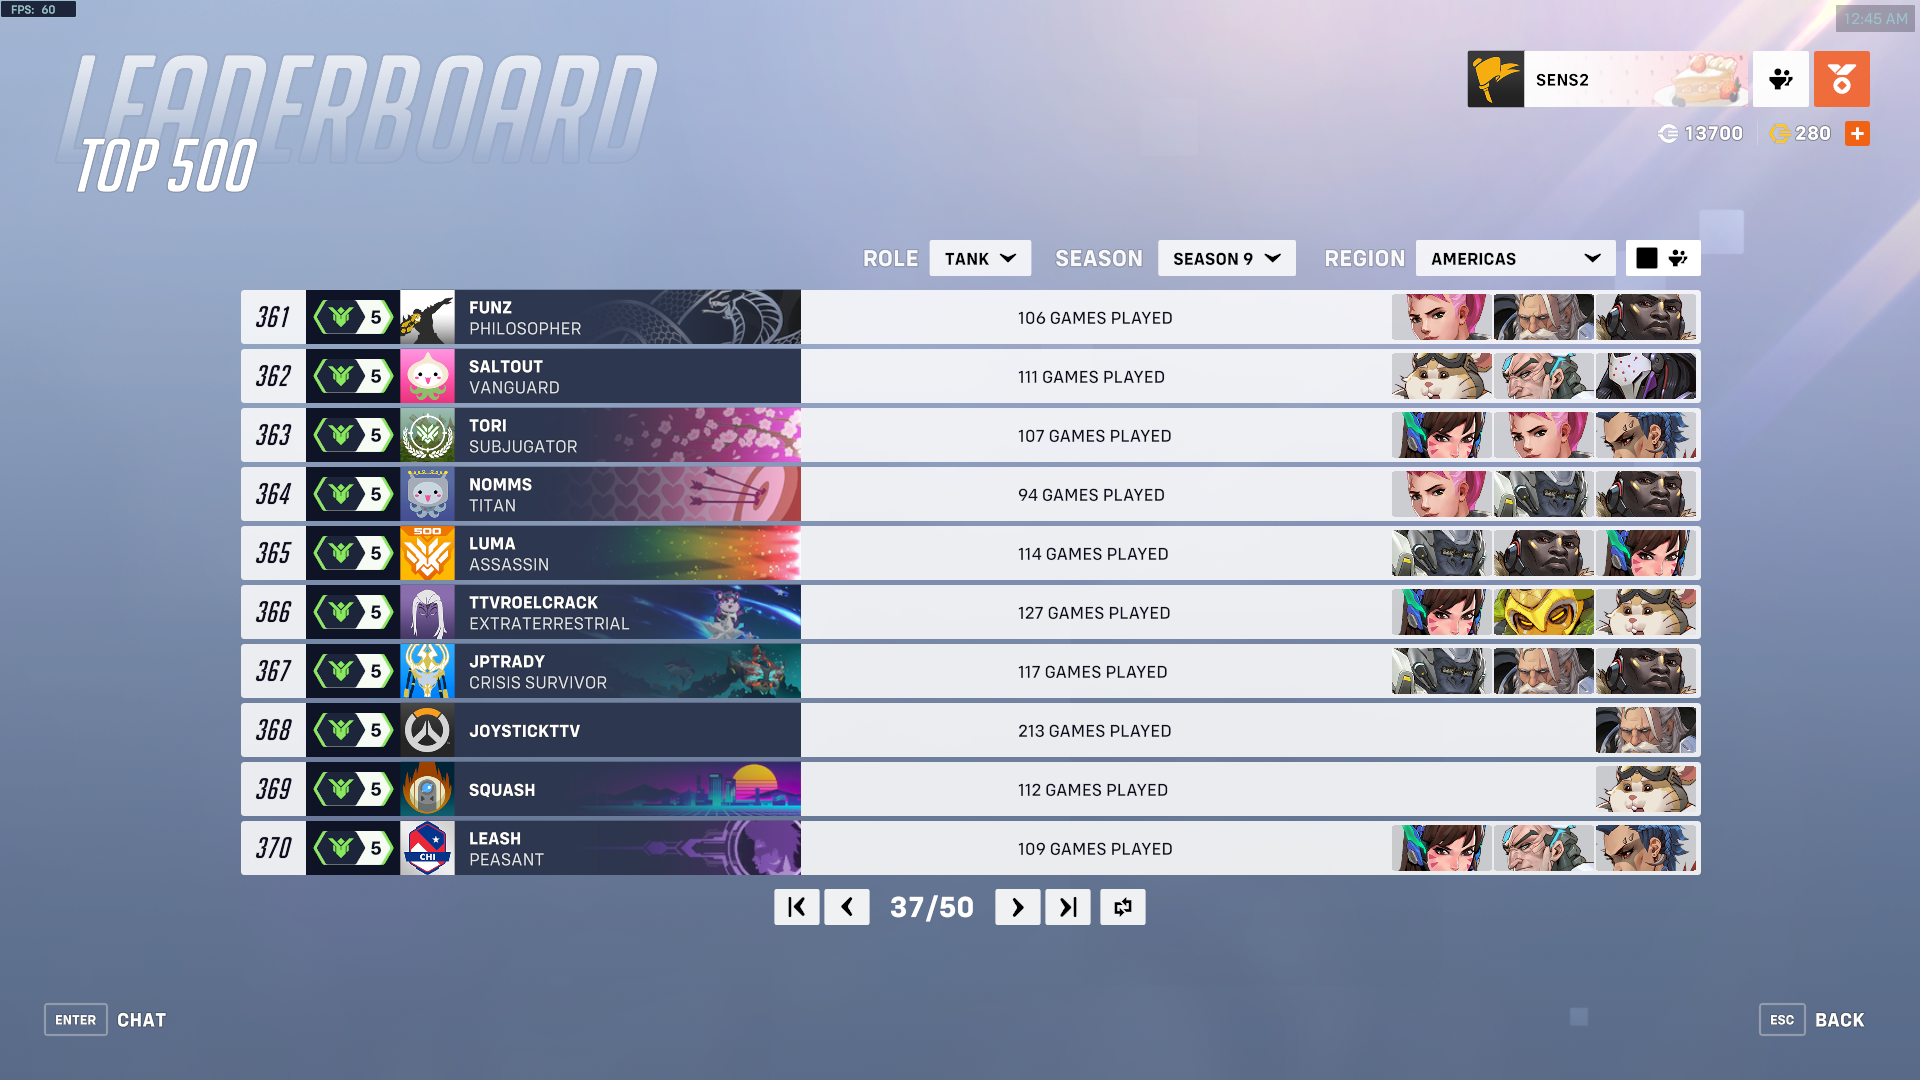 FPS: 60
12:45 AM
LEADERBOARD
TOP 500
SENS2
13700
280
ROLE TANK SEASON SEASON 9 REGION AMERICAS
361 5 FUNZ PHILOSOPHER 106 GAMES PLAYED
362 5 SALTOUT VANGUARD 111 GAMES PLAYED
363 5 TORI SUBJUGATOR 107 GAMES PLAYED
364 5 NOMMS TITAN 94 GAMES PLAYED
365 5 500 LUMA ASSASSIN 114 GAMES PLAYED
366 5 TTVROELCRACK EXTRATERRESTRIAL 127 GAMES PLAYED
367 5 JPTRADY CRISIS SURVIVOR 117 GAMES PLAYED
368 5 JOYSTICKTTV 213 GAMES PLAYED
369 5 SQUASH 112 GAMES PLAYED
370 5 CHI LEASH PEASANT 109 GAMES PLAYED
37/50
ENTER CHAT
ESC BACK